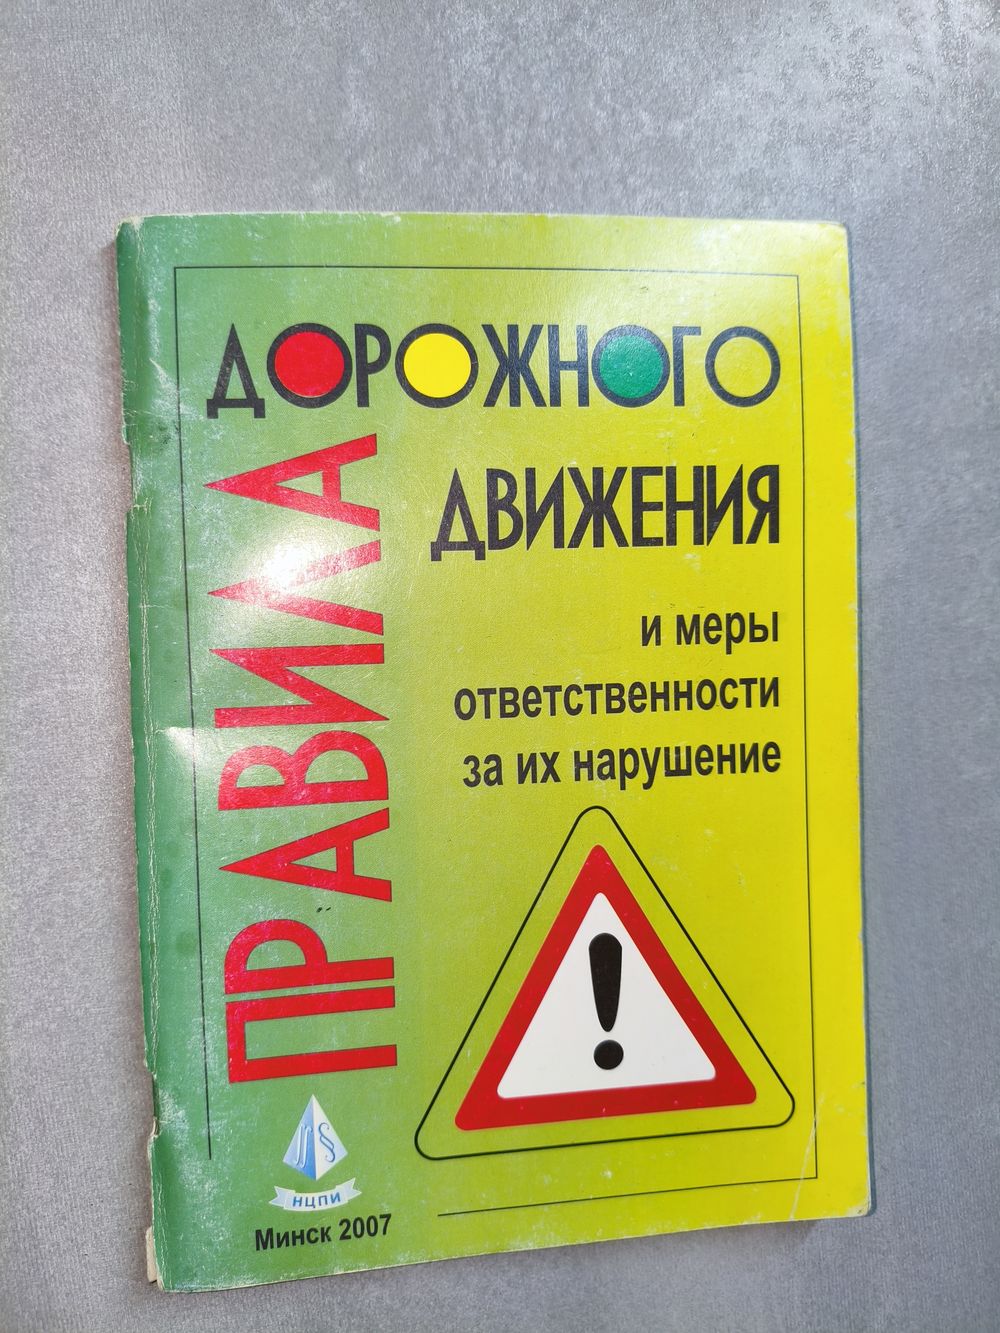 ПРАВИЛА
ДОРОЖНОГО
ДВИЖЕНИЯ
и меры
ответственности
за их нарушение
НЦПИ
Минск 2007